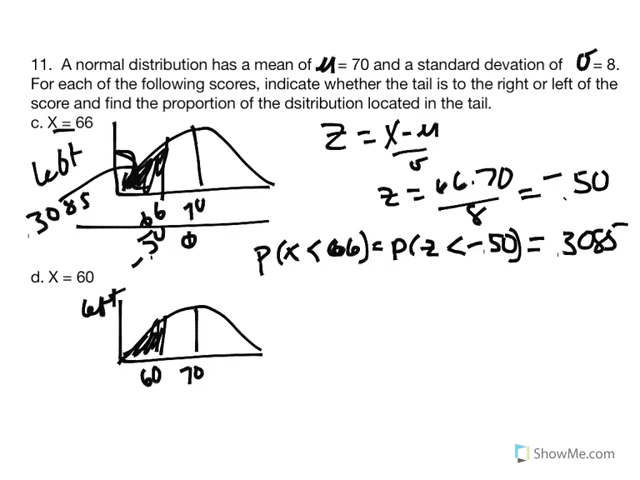 11. A normal distribution has a mean of μ = 70 and a standard devation of σ = 8.
For each of the following scores, indicate whether the tail is to the right or left of the
score and find the proportion of the dsitribution located in the tail.
c. X = 66
left
.3085
66 70
-.50 0
Z = X-μ / σ
Z = 66-70 / 8 = -.50
P(X < 66) = P(Z < -.50) = .3085
d. X = 60
left
60 70
ShowMe.com